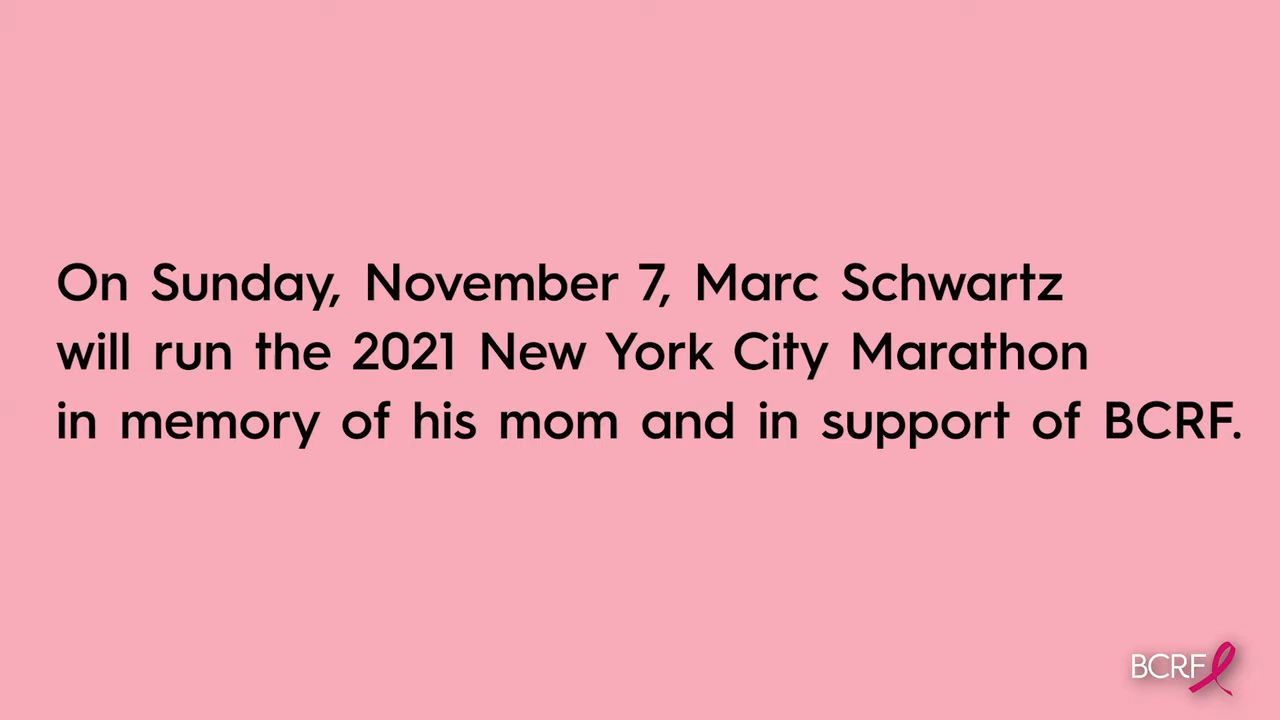 On Sunday, November 7, Marc Schwartz
will run the 2021 New York City Marathon
in memory of his mom and in support of BCRF.
BCRF